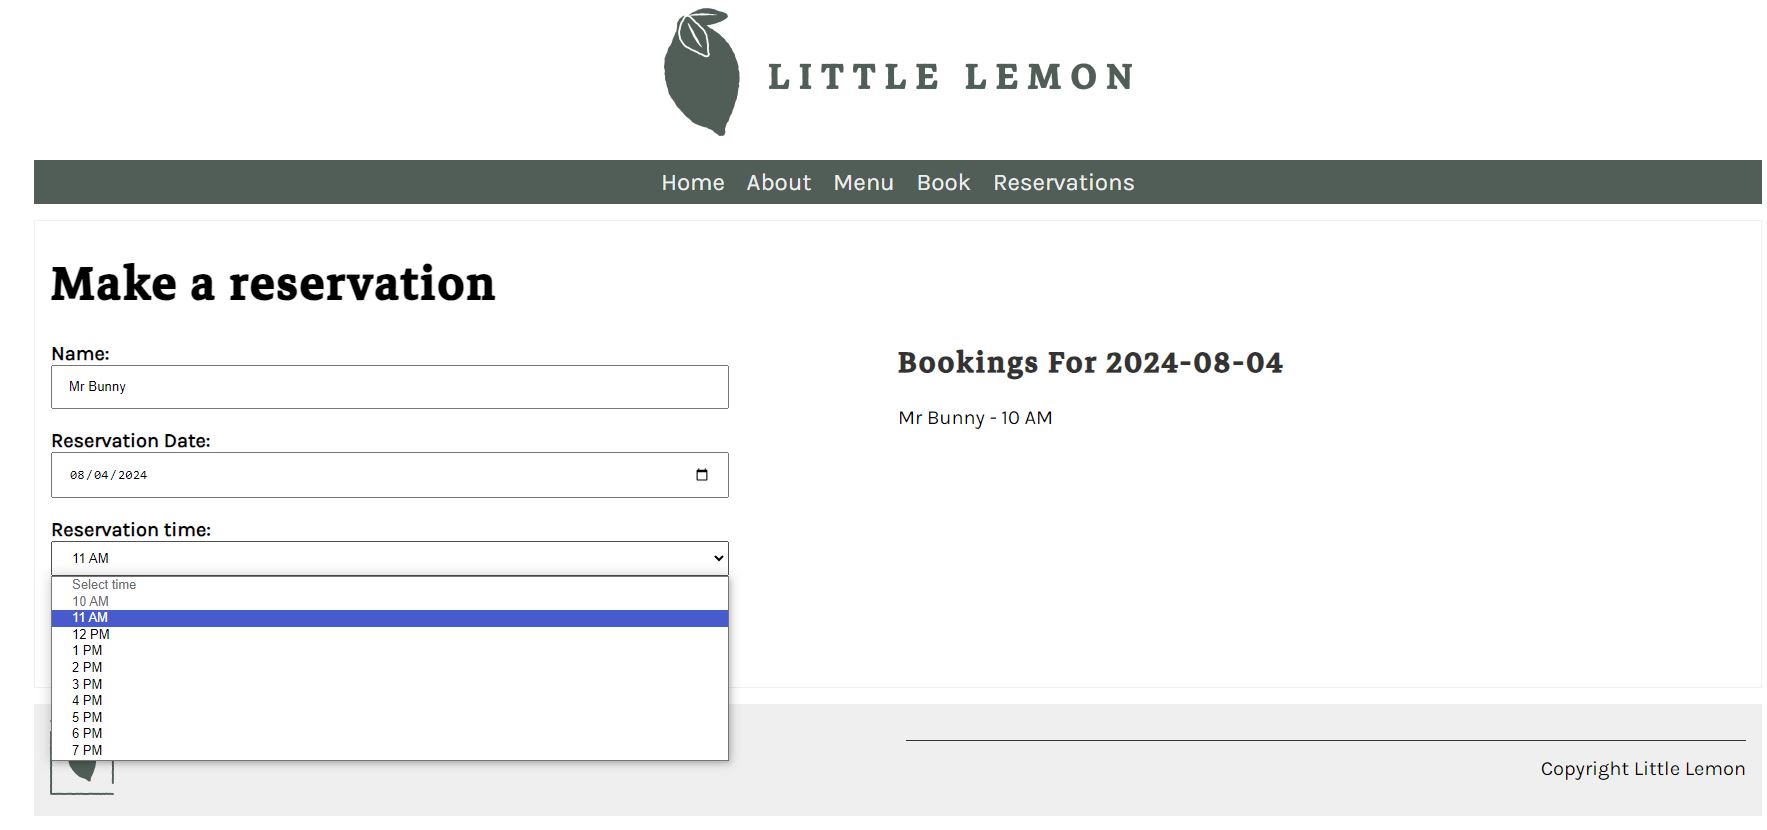 LITTLE LEMON
Home About Menu Book Reservations
Make a reservation
Name:
Mr Bunny
Reservation Date:
08/04/2024
Reservation time:
11 AM
Select time
10 AM
11 AM
12 PM
1 PM
2 PM
3 PM
4 PM
5 PM
6 PM
7 PM
Bookings For 2024-08-04
Mr Bunny - 10 AM
Copyright Little Lemon